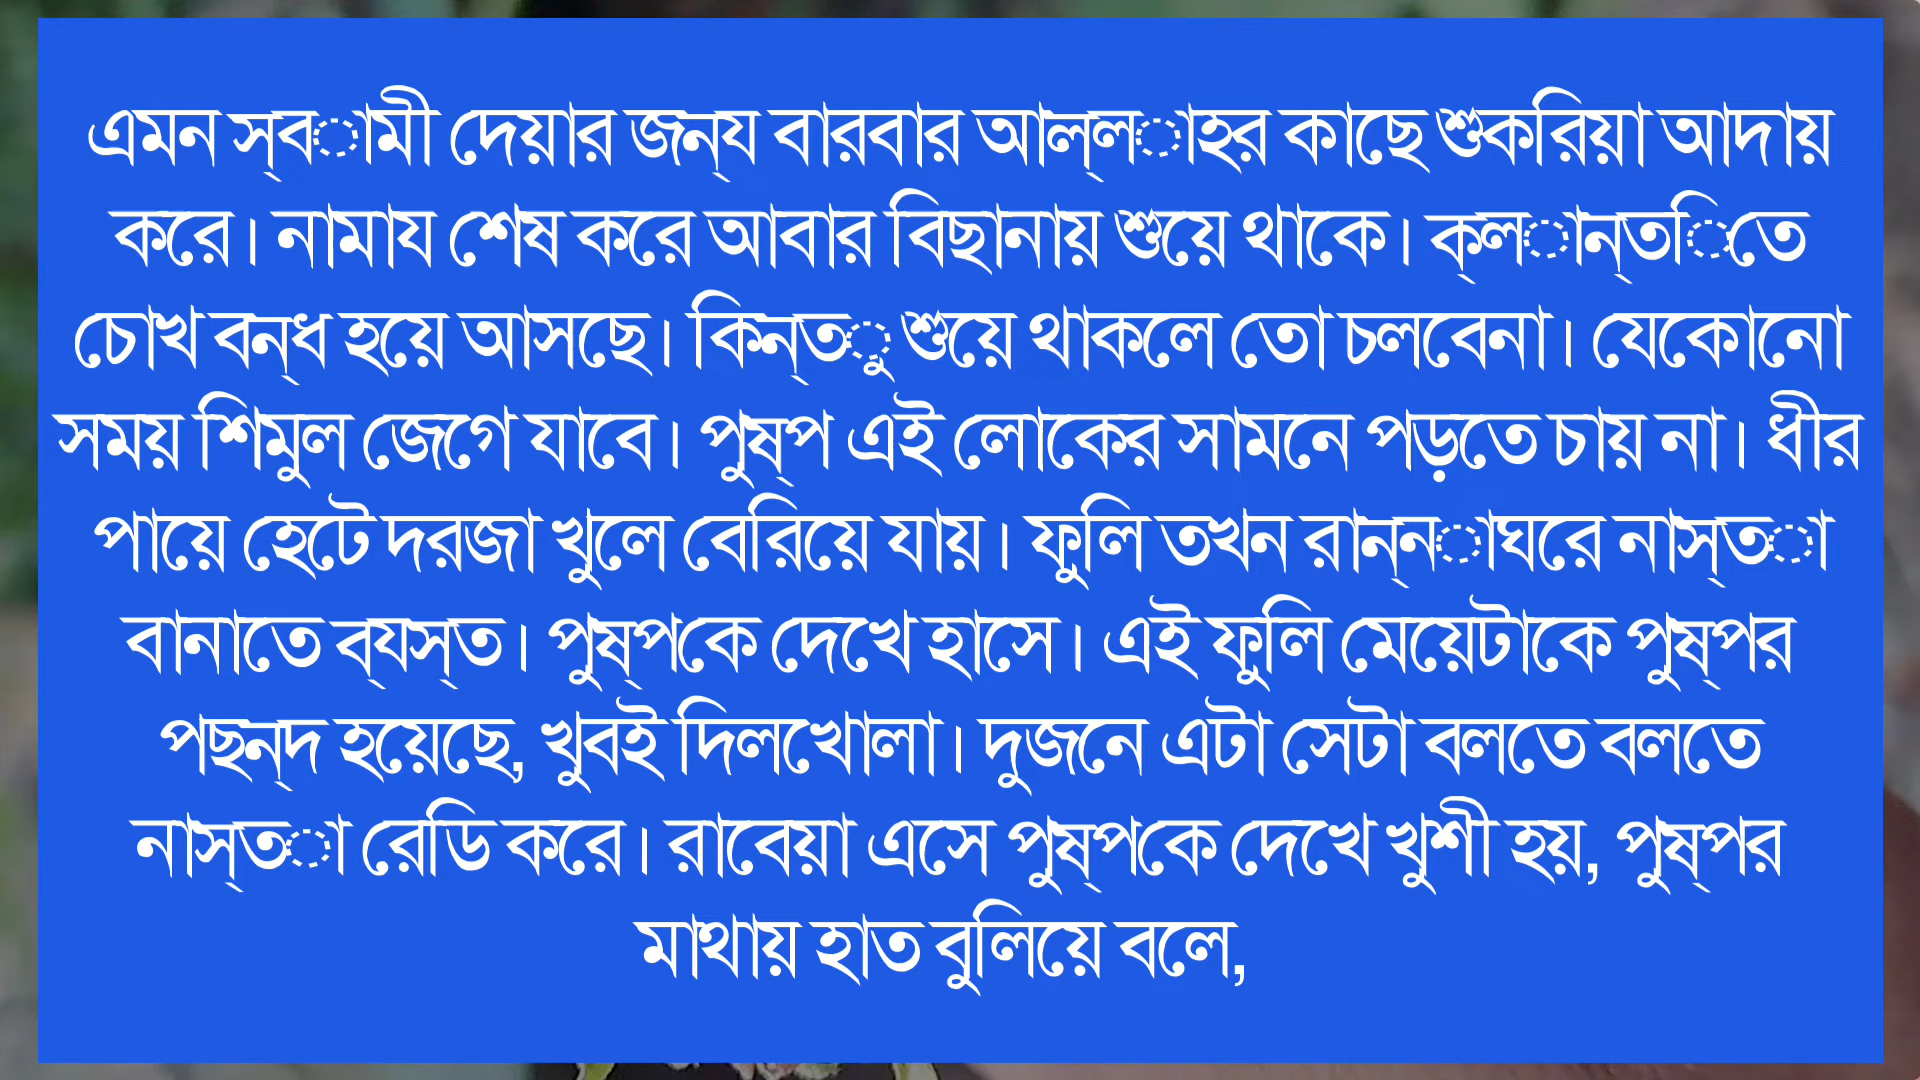 এমন স্বামী দেয়ার জন্য বারবার আল্লাহর কাছে শুকরিয়া আদায়
করে। নামায শেষ করে আবার বিছানায় শুয়ে থাকে। ক্লান্তিতে
চোখ বন্ধ হয়ে আসছে। কিন্তু শুয়ে থাকলে তো চলবেনা। যেকোনো
সময় শিমুল জেগে যাবে। পুষ্প এই লোকের সামনে পড়তে চায় না। ধীর
পায়ে হেটে দরজা খুলে বেরিয়ে যায়। ফুলি তখন রান্নাঘরে নাস্তা
বানাতে ব্যস্ত। পুষ্পকে দেখে হাসে। এই ফুলি মেয়েটাকে পুষ্পর
পছন্দ হয়েছে, খুবই দিলখোলা। দুজনে এটা সেটা বলতে বলতে
নাস্তা রেডি করে। রাবেয়া এসে পুষ্পকে দেখে খুশী হয়, পুষ্পর
মাথায় হাত বুলিয়ে বলে,